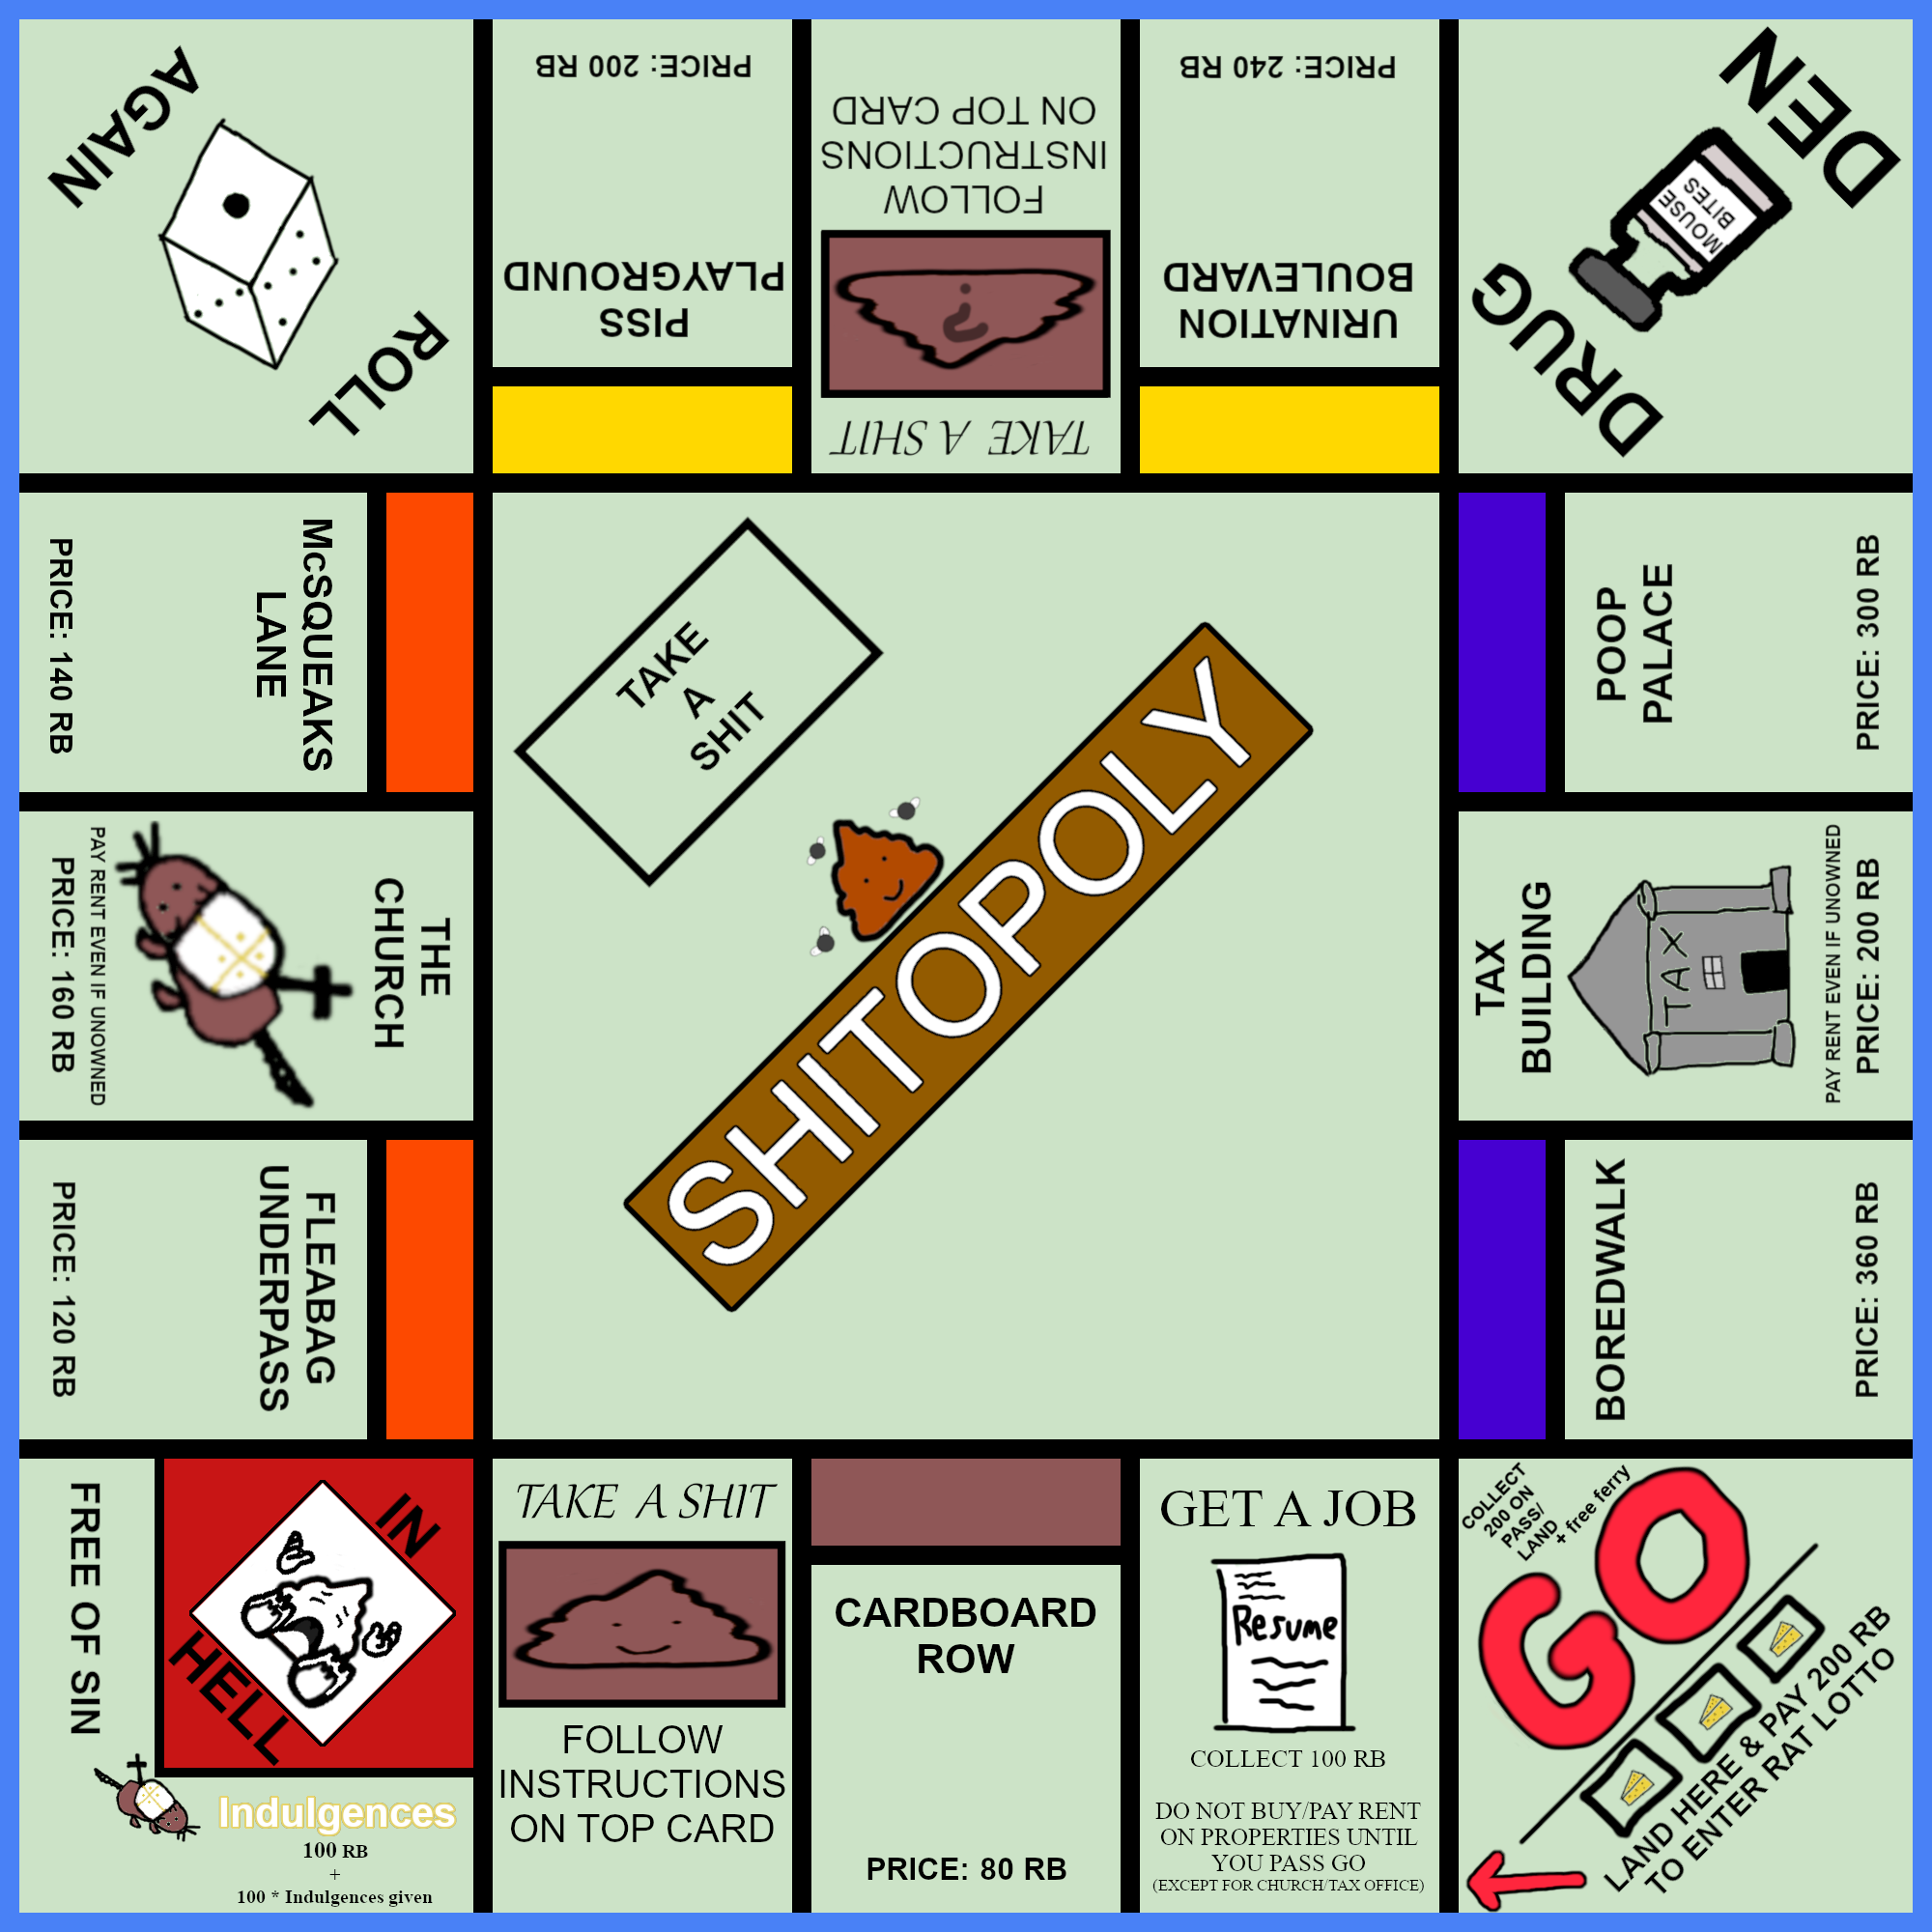 AGAIN
ROLL
PRICE: 200 RB
PISS
PLAYGROUND
TAKE A SHIT
?
FOLLOW
INSTRUCTIONS
ON TOP CARD
URINATION
BOULEVARD
PRICE: 240 RB
DRUG
DEN
MOUSE
BITES
McSQUEAKS
LANE
PRICE: 140 RB
THE
CHURCH
PAY RENT EVEN IF UNOWNED
PRICE: 160 RB
FLEABAG
UNDERPASS
PRICE: 120 RB
TAKE
A
SHIT
SHITOPOLY
POOP
PALACE
PRICE: 300 RB
TAX
BUILDING
TAX
PAY RENT EVEN IF UNOWNED
PRICE: 200 RB
BOREDWALK
PRICE: 360 RB
FREE OF SIN
IN
HELL
Indulgences
100 RB
+
100 * Indulgences given
TAKE A SHIT
FOLLOW
INSTRUCTIONS
ON TOP CARD
CARDBOARD
ROW
PRICE: 80 RB
GET A JOB
Resume
COLLECT 100 RB
DO NOT BUY/PAY RENT
ON PROPERTIES UNTIL
YOU PASS GO
(EXCEPT FOR CHURCH/TAX OFFICE)
COLLECT
200 ON
PASS/
LAND
+ free ferry
GO
LAND HERE & PAY 200 RB
TO ENTER RAT LOTTO